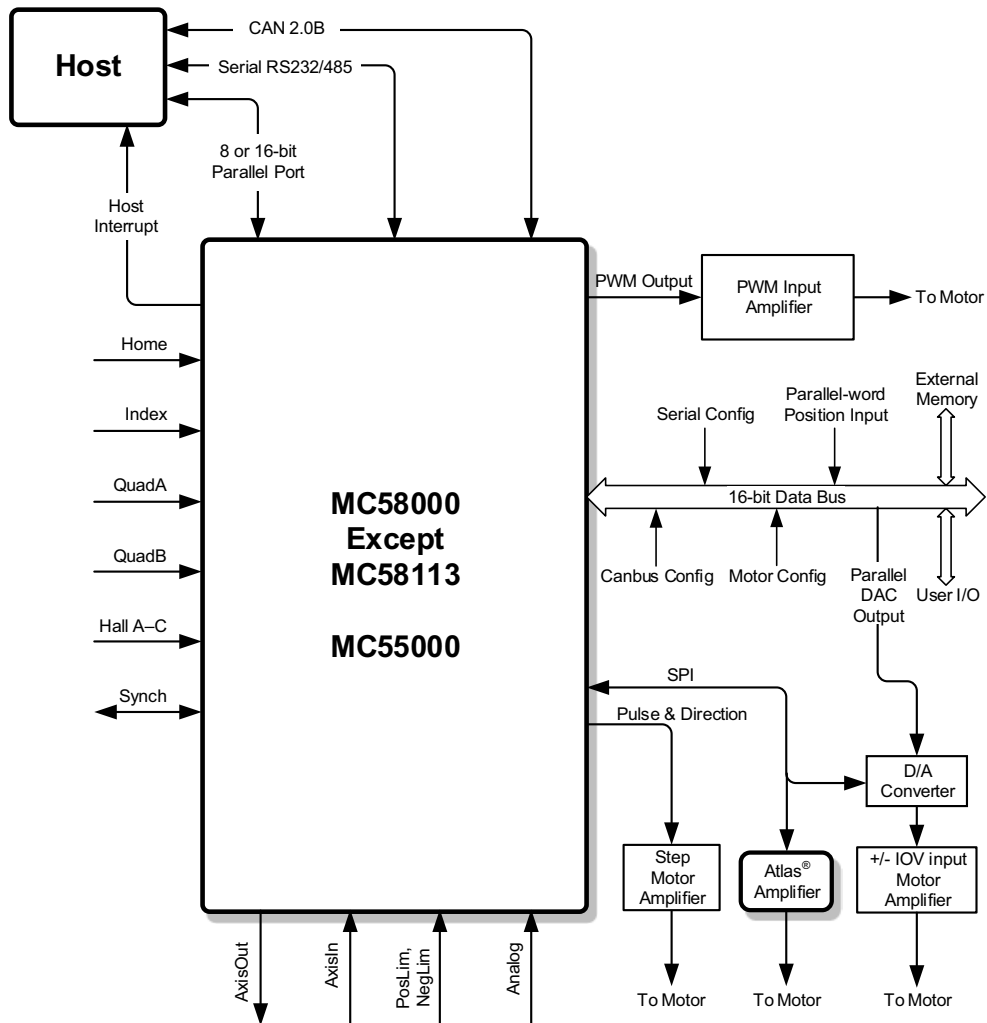 CAN 2.0B
Host
Serial RS232/485
8 or 16-bit
Parallel Port
Host
Interrupt
PWM Output
PWM Input
Amplifier
To Motor
Home
Index
QuadA
QuadB
Hall A–C
Synch
MC58000
Except
MC58113
MC55000
External
Memory
Parallel-word
Position Input
Serial Config
16-bit Data Bus
Canbus Config
Motor Config
Parallel
DAC
Output
User I/O
SPI
Pulse & Direction
D/A
Converter
Step
Motor
Amplifier
Atlas®
Amplifier
+/- IOV input
Motor
Amplifier
AxisOut
AxisIn
PosLim,
NegLim
Analog
To Motor
To Motor
To Motor